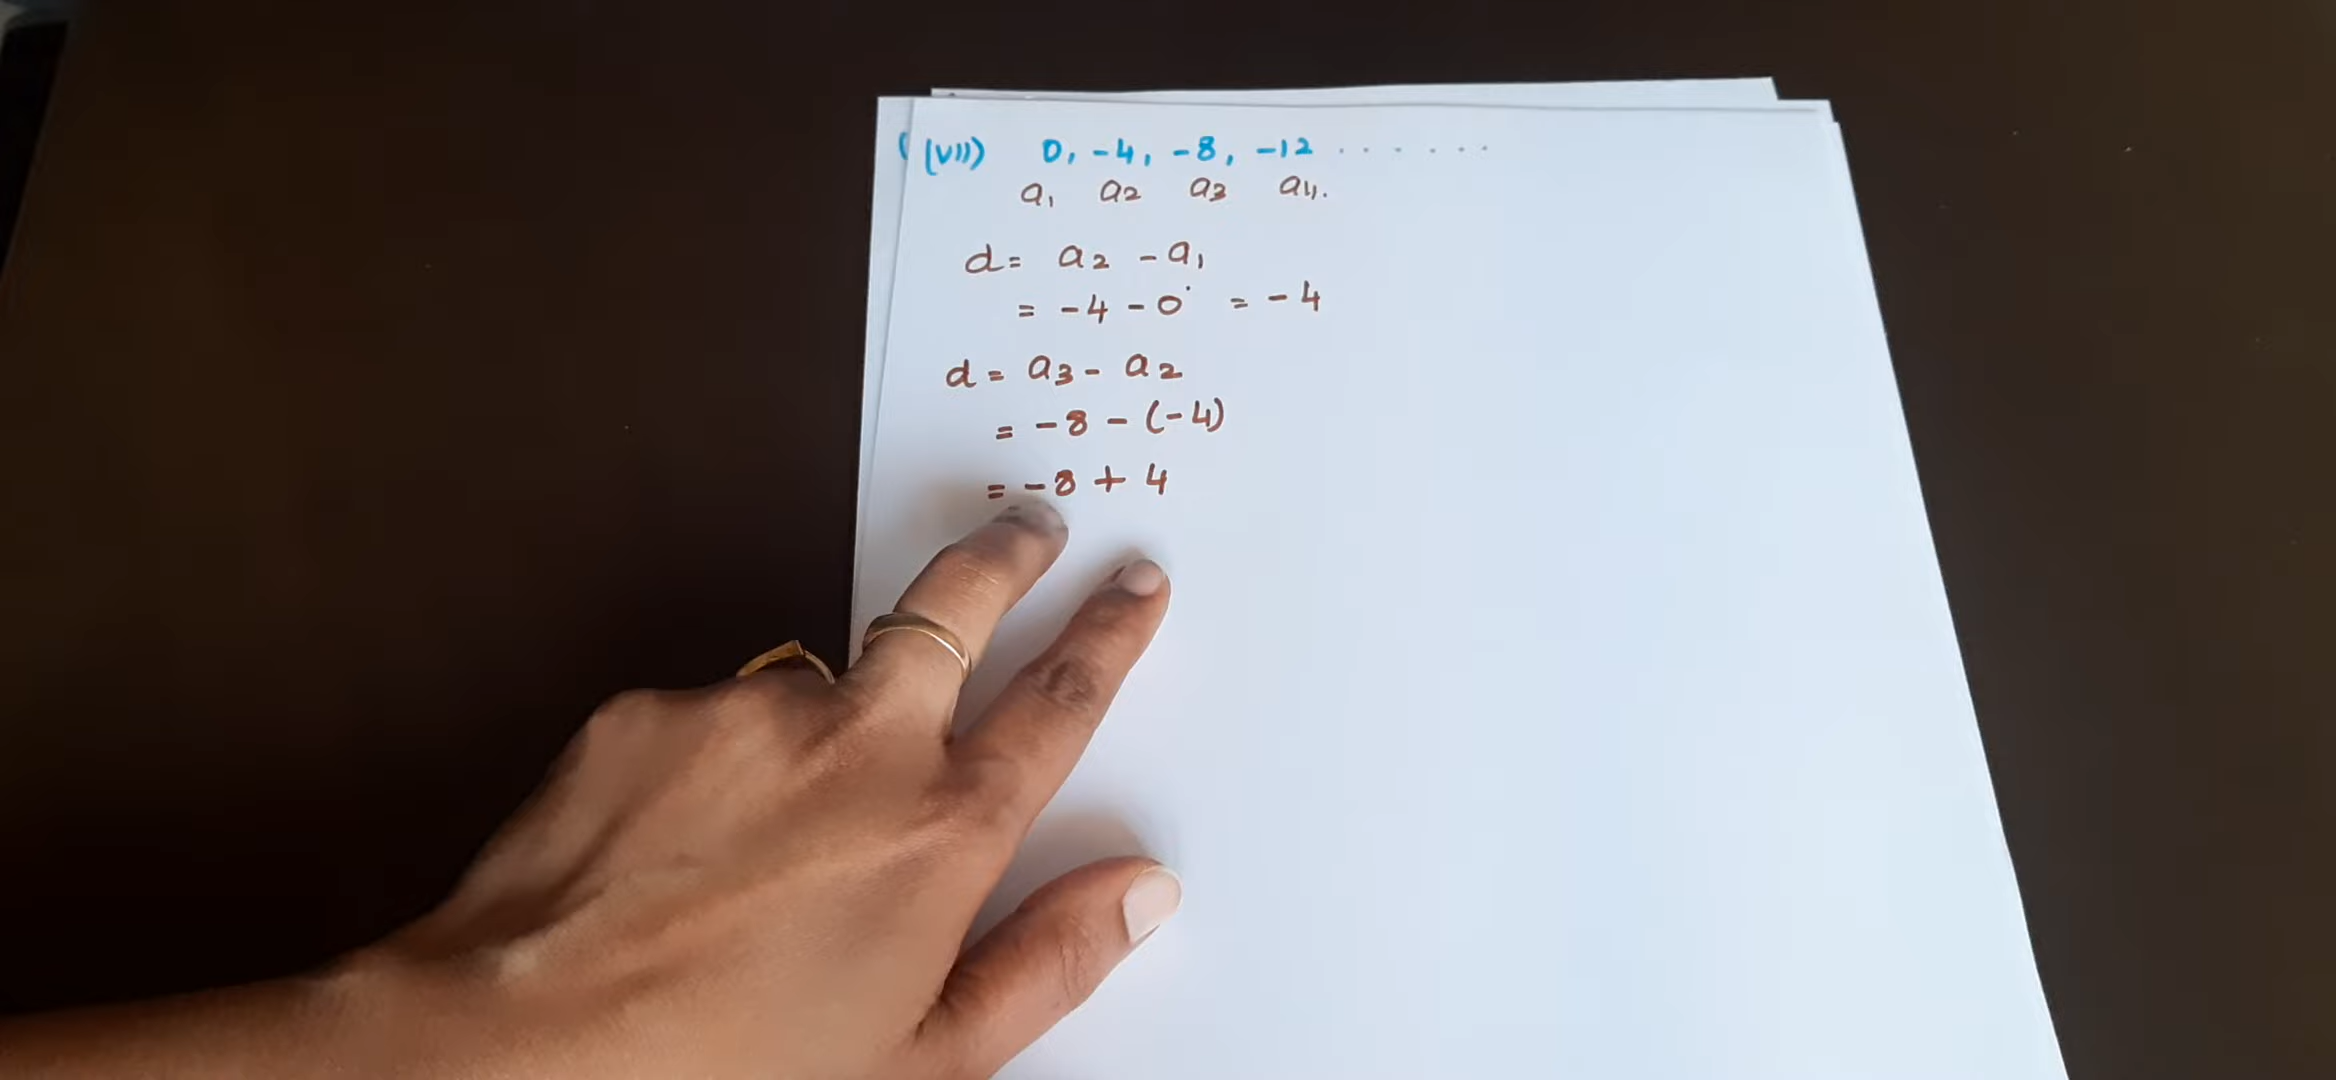 (VII) 0, -4, -8, -12 . . . . . .
a1 a2 a3 a4.
d = a2 - a1
= -4 - 0 = -4
d = a3 - a2
= -8 - (-4)
= -8 + 4